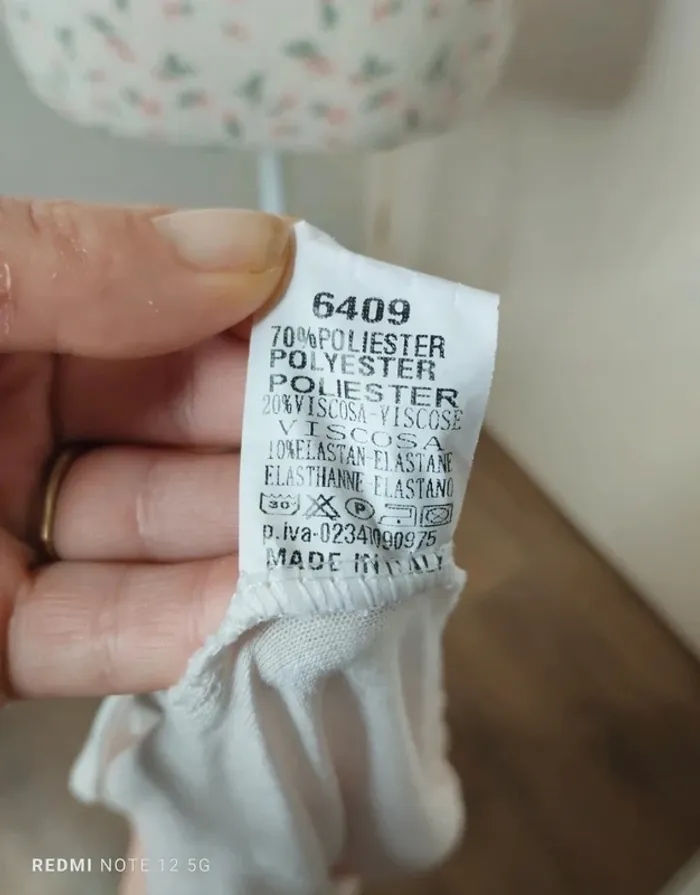 6409
70%POLIESTER
POLYESTER
POLIESTER
20%VISCOSA-VISCOSE
VISCOSA
10%ELASTAN-ELASTANE
ELASTHANNE-ELASTANO
30 P
p.iva-02341090975
MADE IN ITALY
REDMI NOTE 12 5G